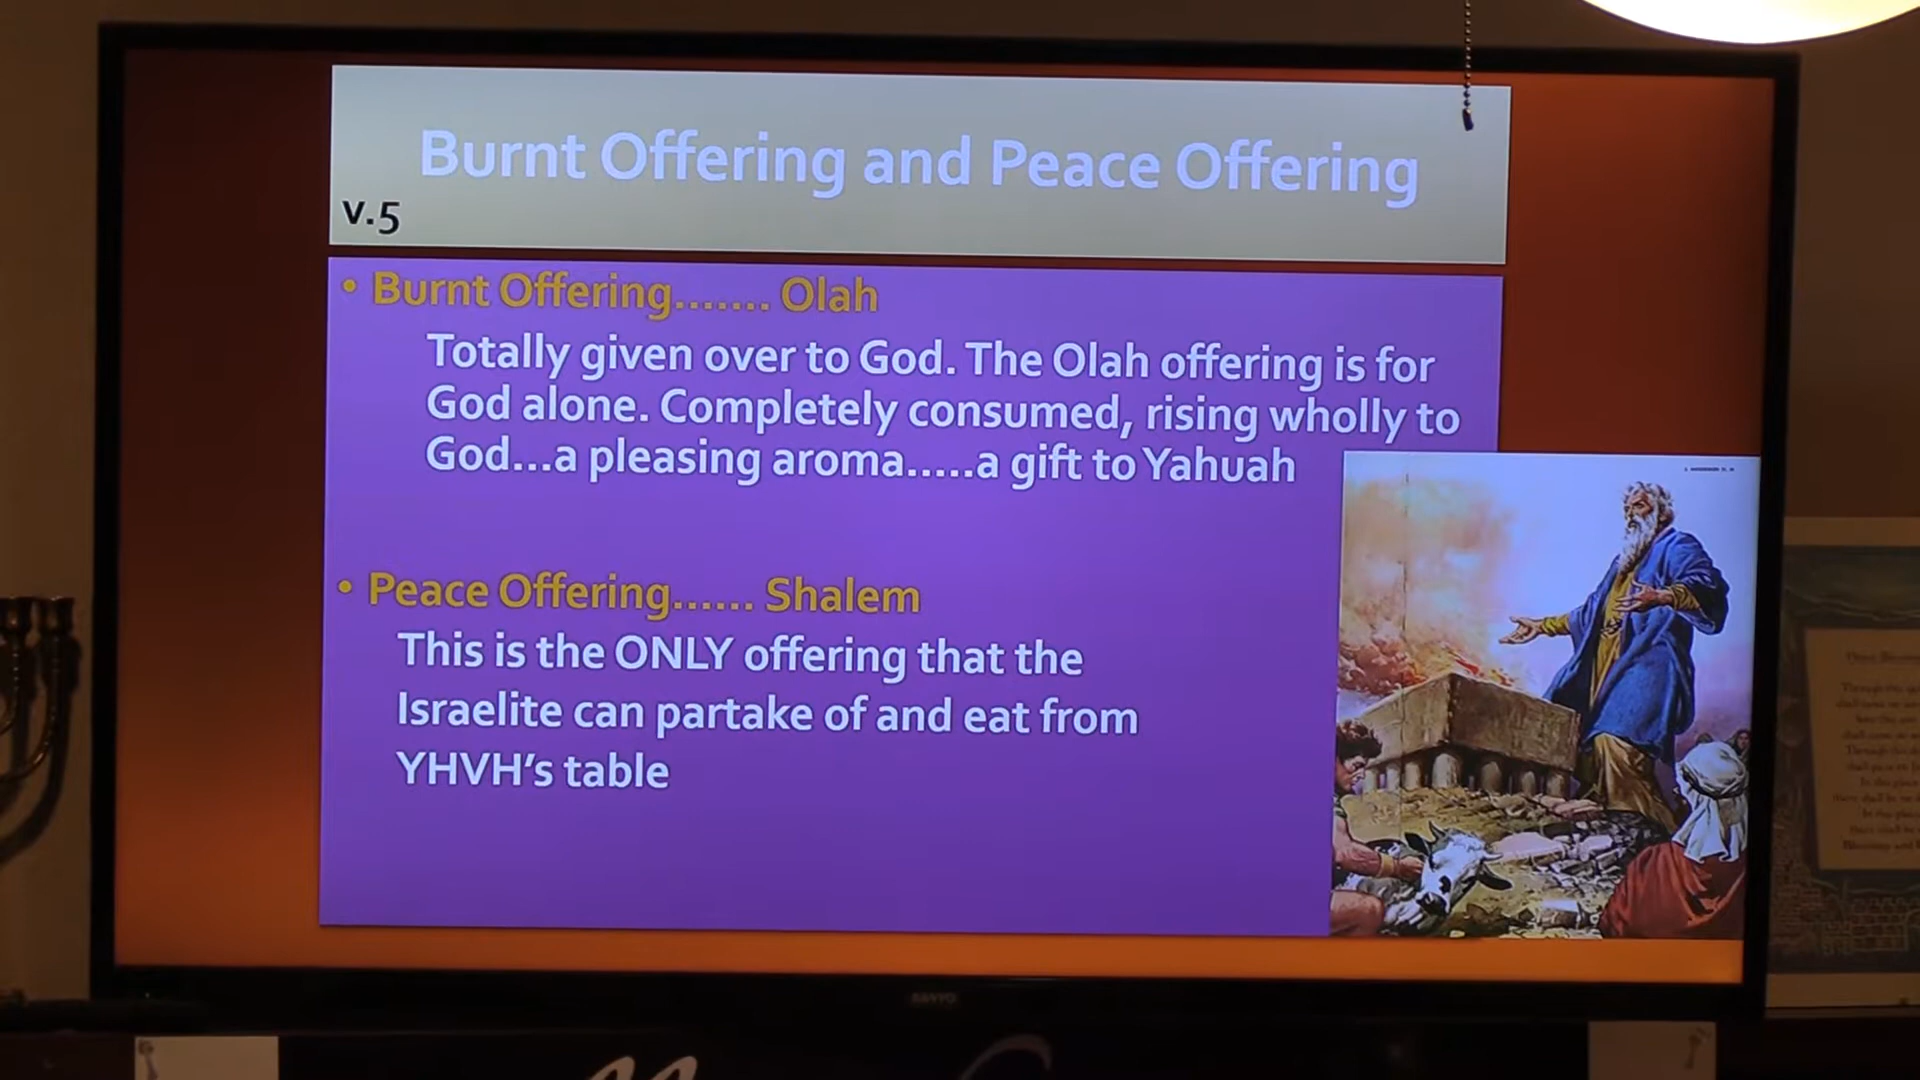 Burnt Offering and Peace Offering
v.5
• Burnt Offering....... Olah
Totally given over to God. The Olah offering is for
God alone. Completely consumed, rising wholly to
God...a pleasing aroma.....a gift to Yahuah
• Peace Offering...... Shalem
This is the ONLY offering that the
Israelite can partake of and eat from
YHVH's table
SANYO